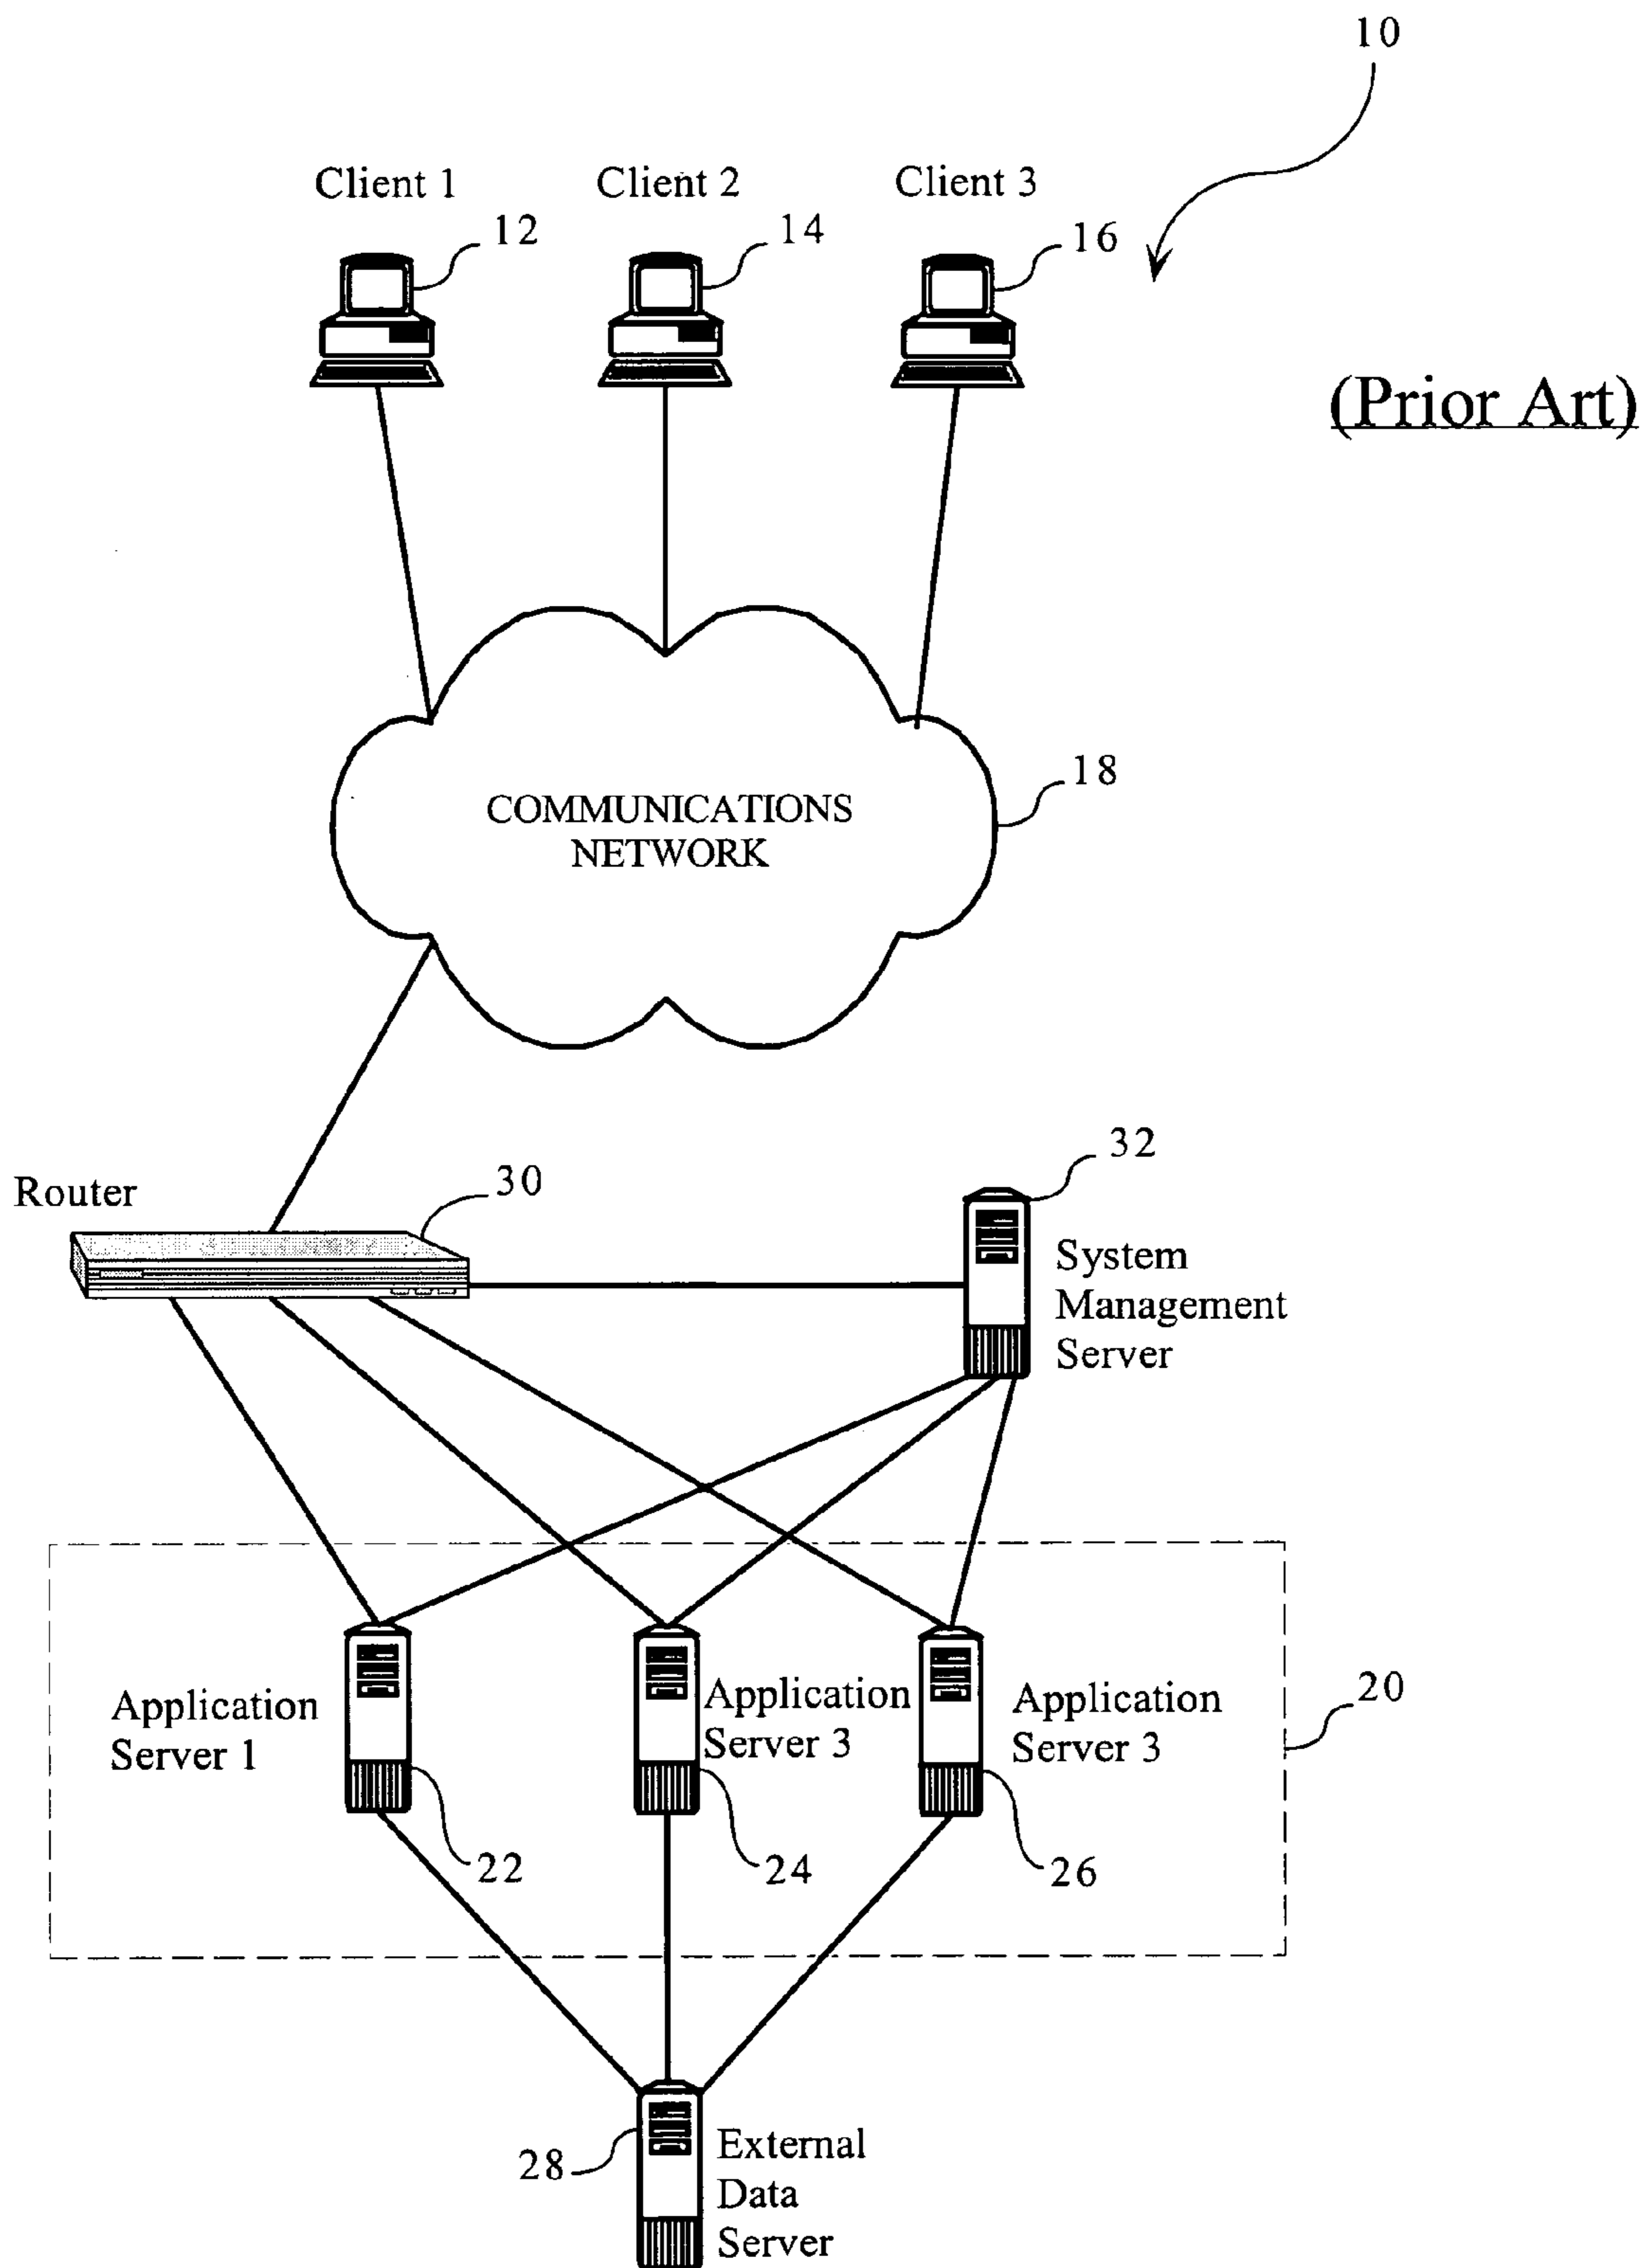 10
Client 1
Client 2
Client 3
12
14
16
(Prior Art)
18
COMMUNICATIONS
NETWORK
32
Router
30
System
Management
Server
Application
Server 1
Application
Server 3
Application
Server 3
20
22
24
26
28
External
Data
Server